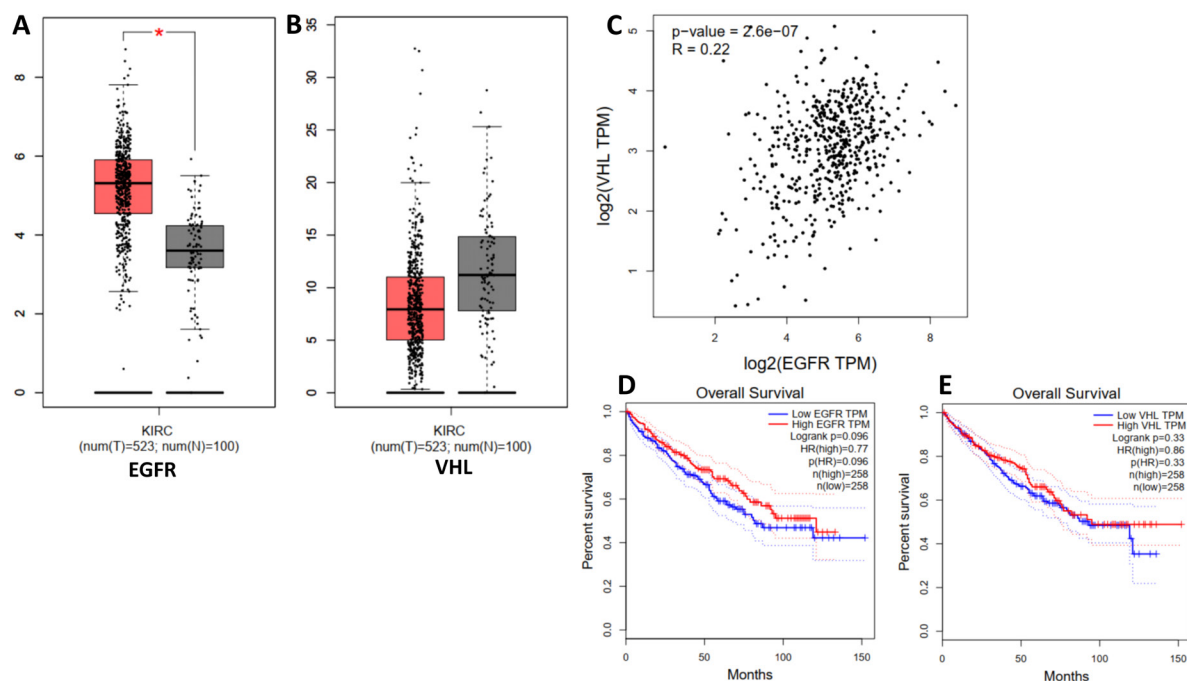 A
*
8
6
4
2
0
KIRC
(num(T)=523; num(N)=100)
EGFR
B
35
30
25
20
15
10
5
0
KIRC
(num(T)=523; num(N)=100)
VHL
C
p−value = 2.6e−07
R = 0.22
log2(VHL TPM)
5
4
3
2
1
2 4 6 8
log2(EGFR TPM)
D
Overall Survival
Low EGFR TPM
High EGFR TPM
Logrank p=0.096
HR(high)=0.77
p(HR)=0.096
n(high)=258
n(low)=258
Percent survival
1.0
0.8
0.6
0.4
0.2
0.0
0 50 100 150
Months
E
Overall Survival
Low VHL TPM
High VHL TPM
Logrank p=0.33
HR(high)=0.86
p(HR)=0.33
n(high)=258
n(low)=258
Percent survival
1.0
0.8
0.6
0.4
0.2
0.0
0 50 100 150
Months